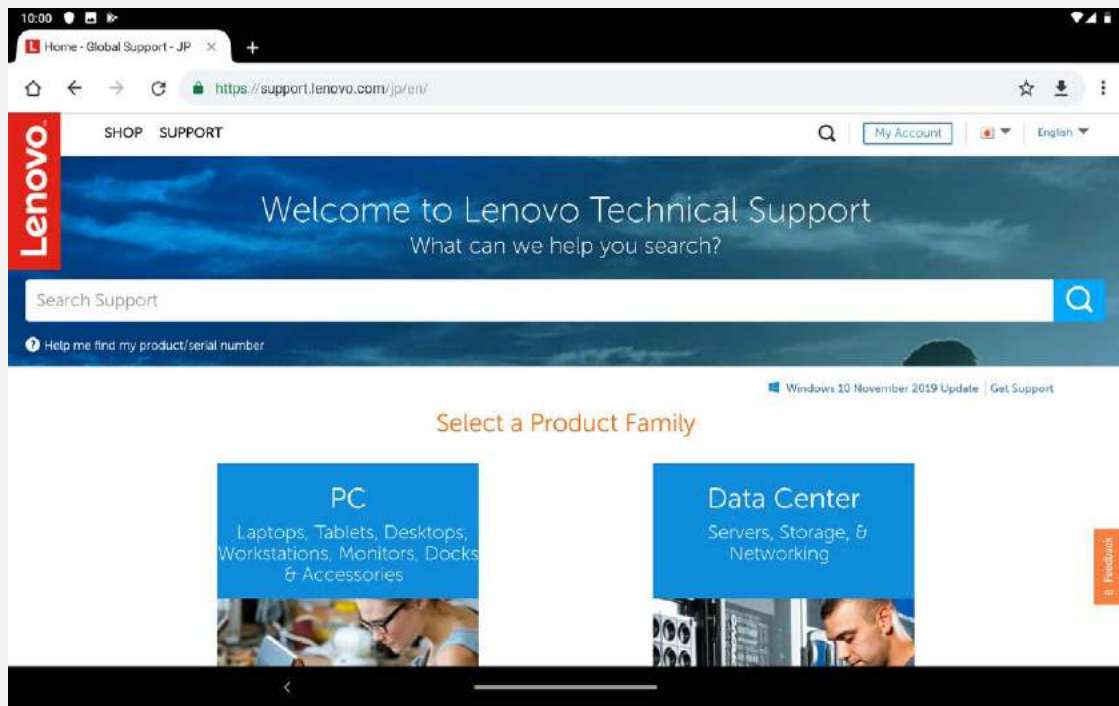 10:00
Home - Global Support - JP
https://support.lenovo.com/jp/en/
Lenovo
SHOP SUPPORT
My Account
English
Welcome to Lenovo Technical Support
What can we help you search?
Search Support
Help me find my product/serial number
Windows 10 November 2019 Update | Get Support
Select a Product Family
PC
Laptops, Tablets, Desktops,
Workstations, Monitors, Docks
& Accessories
Data Center
Servers, Storage, &
Networking
Feedback